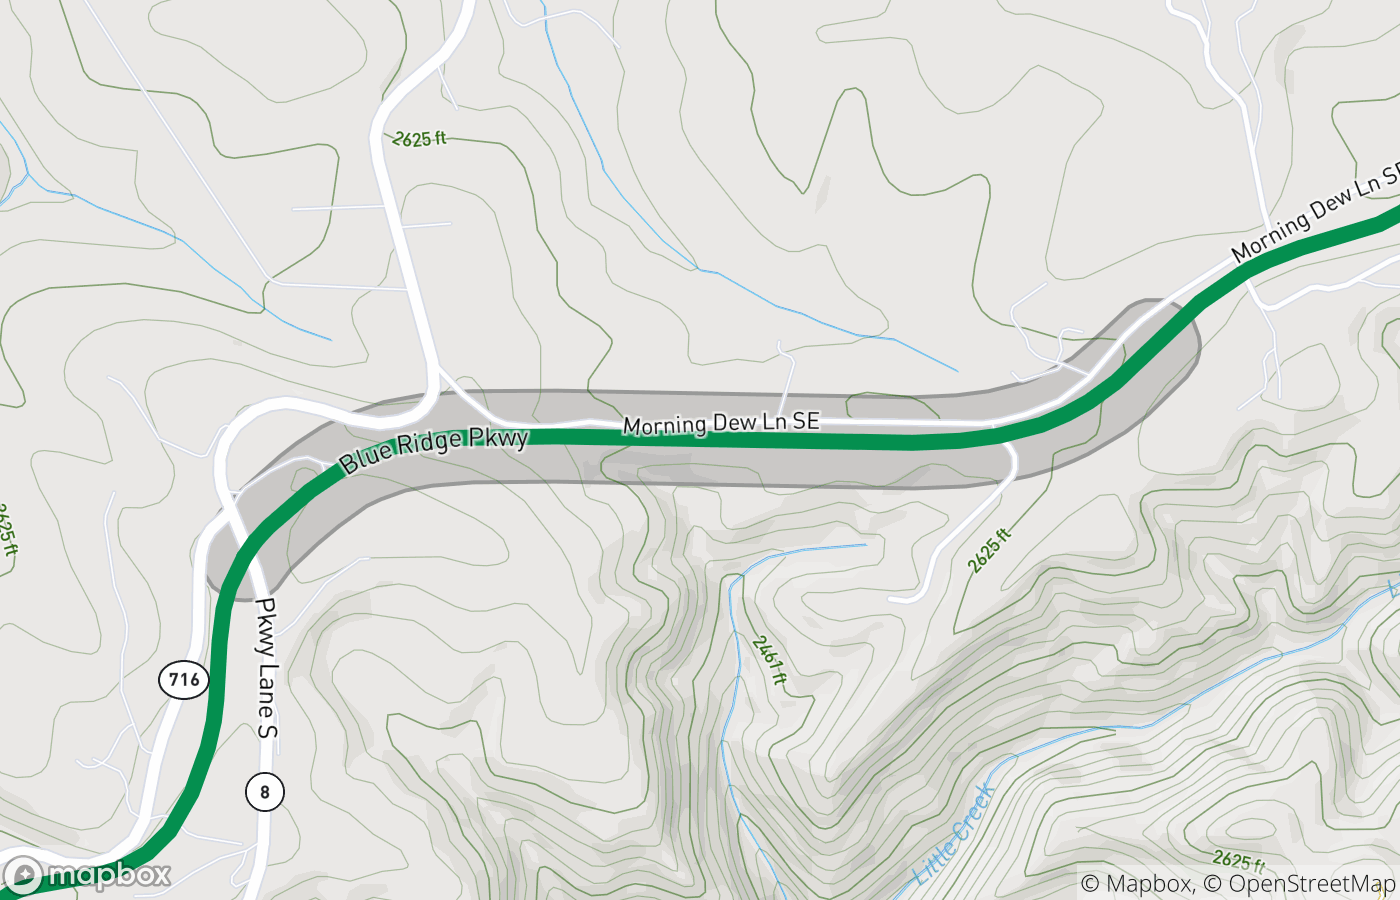 2625 ft
Morning Dew Ln SE
Morning Dew Ln SE
Blue Ridge Pkwy
2625 ft
2625 ft
Pkwy Lane S
2461 ft
716
8
Little Creek
2625 ft
mapbox
© Mapbox, © OpenStreetMap